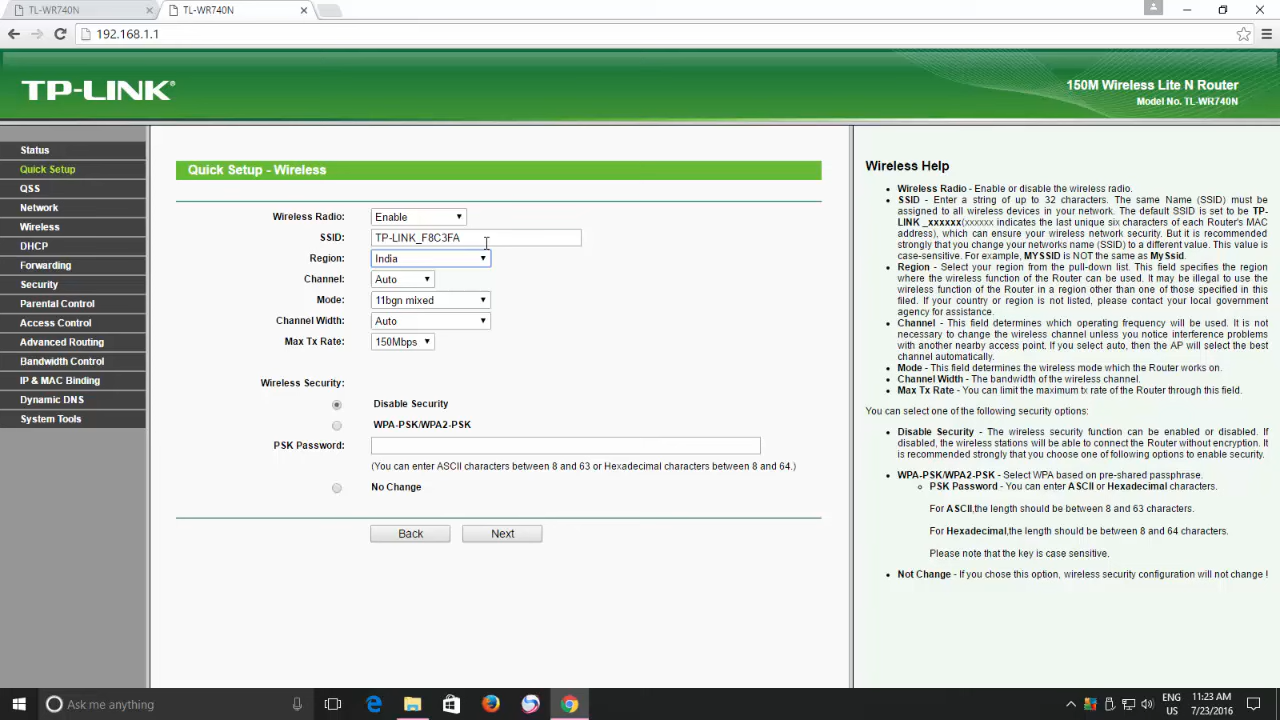 TL-WR740N
TL-WR740N
192.168.1.1
TP-LINK®
150M Wireless Lite N Router
Model No. TL-WR740N
Status
Quick Setup
QSS
Network
Wireless
DHCP
Forwarding
Security
Parental Control
Access Control
Advanced Routing
Bandwidth Control
IP & MAC Binding
Dynamic DNS
System Tools
Quick Setup - Wireless
Wireless Radio: Enable
SSID: TP-LINK_F8C3FA
Region: India
Channel: Auto
Mode: 11bgn mixed
Channel Width: Auto
Max Tx Rate: 150Mbps
Wireless Security:
Disable Security
WPA-PSK/WPA2-PSK
PSK Password:
(You can enter ASCII characters between 8 and 63 or Hexadecimal characters between 8 and 64.)
No Change
Back Next
Wireless Help
Wireless Radio - Enable or disable the wireless radio.
SSID - Enter a string of up to 32 characters. The same Name (SSID) must be
assigned to all wireless devices in your network. The default SSID is set to be TP-
LINK _xxxxxx(xxxxxx indicates the last unique six characters of each Router's MAC
address), which can ensure your wireless network security. But it is recommended
strongly that you change your networks name (SSID) to a different value. This value is
case-sensitive. For example, MYSSID is NOT the same as MySsid.
Region - Select your region from the pull-down list. This field specifies the region
where the wireless function of the Router can be used. It may be illegal to use the
wireless function of the Router in a region other than one of those specified in this
filed. If your country or region is not listed, please contact your local government
agency for assistance.
Channel - This field determines which operating frequency will be used. It is not
necessary to change the wireless channel unless you notice interference problems
with another nearby access point. If you select auto, then the AP will select the best
channel automatically.
Mode - This field determines the wireless mode which the Router works on.
Channel Width - The bandwidth of the wireless channel.
Max Tx Rate - You can limit the maximum tx rate of the Router through this field.
You can select one of the following security options:
Disable Security - The wireless security function can be enabled or disabled. If
disabled, the wireless stations will be able to connect the Router without encryption. It
is recommended strongly that you choose one of following options to enable security.
WPA-PSK/WPA2-PSK - Select WPA based on pre-shared passphrase.
PSK Password - You can enter ASCII or Hexadecimal characters.
For ASCII,the length should be between 8 and 63 characters.
For Hexadecimal,the length should be between 8 and 64 characters.
Please note that the key is case sensitive.
Not Change - If you chose this option, wireless security configuration will not change !
Ask me anything
ENG 11:23 AM
US 7/23/2016